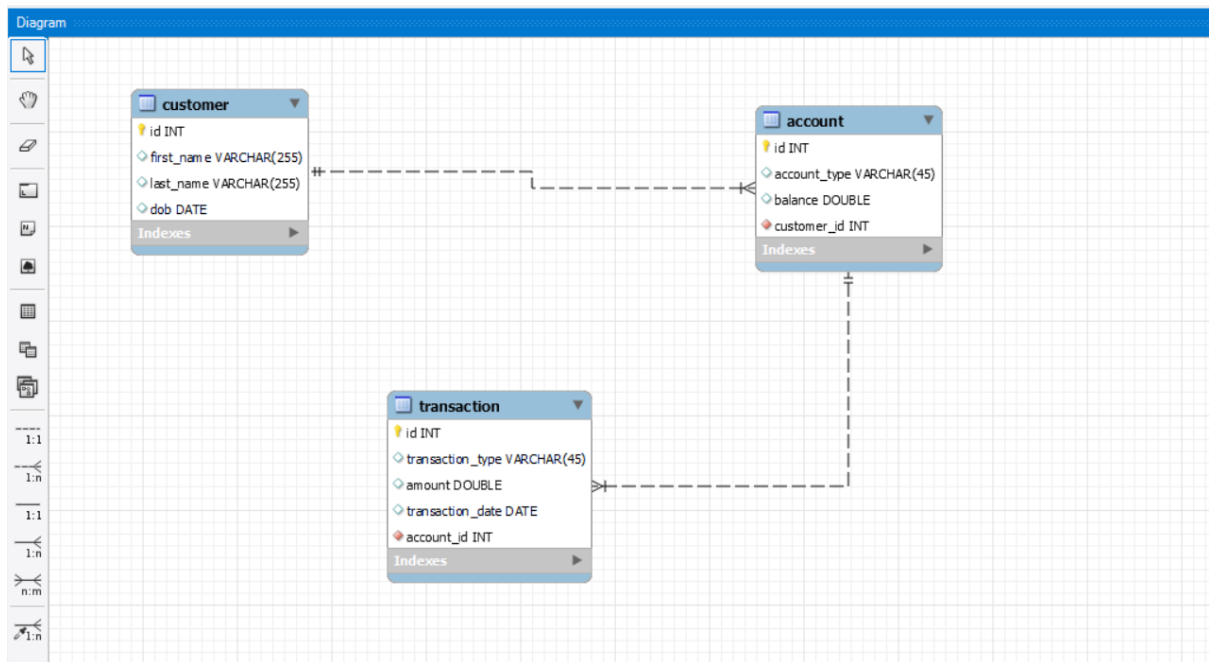 Diagram
customer
id INT
first_name VARCHAR(255)
last_name VARCHAR(255)
dob DATE
Indexes
account
id INT
account_type VARCHAR(45)
balance DOUBLE
customer_id INT
Indexes
transaction
id INT
transaction_type VARCHAR(45)
amount DOUBLE
transaction_date DATE
account_id INT
Indexes
1:1
1:n
1:1
1:n
n:m
1:n